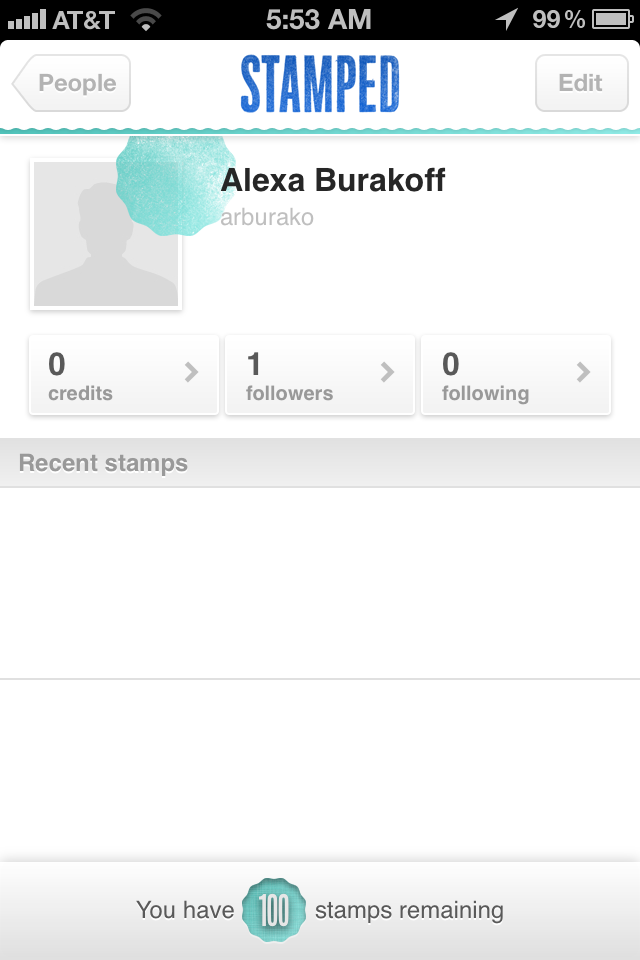 AT&T 5:53 AM 99%
People STAMPED Edit
Alexa Burakoff
arburako
0 1 0
credits followers following
Recent stamps
You have 100 stamps remaining